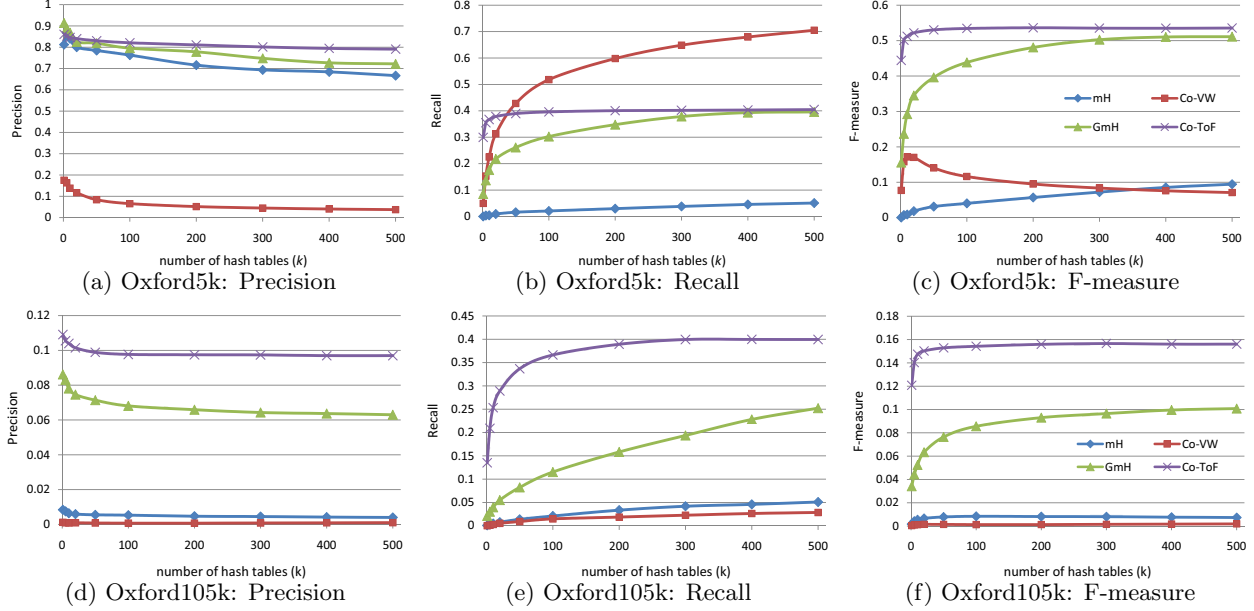 1
0.9
0.8
0.7
0.6
0.5
0.4
0.3
0.2
0.1
0
Precision
0 100 200 300 400 500
number of hash tables (k)
(a) Oxford5k: Precision
0.8
0.7
0.6
0.5
0.4
0.3
0.2
0.1
0
Recall
0 100 200 300 400 500
number of hash tables (k)
(b) Oxford5k: Recall
0.6
0.5
0.4
0.3
0.2
0.1
0
F-measure
mH Co-VW
GmH Co-ToF
0 100 200 300 400 500
number of hash tables (k)
(c) Oxford5k: F-measure
0.12
0.1
0.08
0.06
0.04
0.02
0
Precision
0 100 200 300 400 500
number of hash tables (k)
(d) Oxford105k: Precision
0.45
0.4
0.35
0.3
0.25
0.2
0.15
0.1
0.05
0
Recall
0 100 200 300 400 500
number of hash tables (k)
(e) Oxford105k: Recall
0.18
0.16
0.14
0.12
0.1
0.08
0.06
0.04
0.02
0
F-measure
mH Co-VW
GmH Co-ToF
0 100 200 300 400 500
number of hash tables (k)
(f) Oxford105k: F-measure